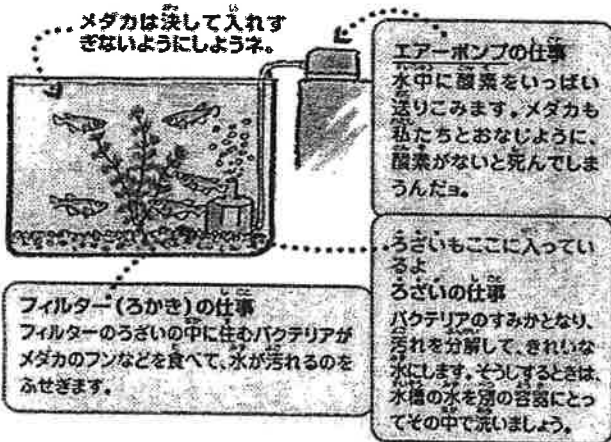 メダカは決して入れす
ぎないようにしようネ。
エアーポンプの仕事
水中に酸素をいっぱい
送りこみます。メダカも
私たちとおなじように、
酸素がないと死んでしま
うんだョ。
ろざいもここに入ってい
るよ
ろざいの仕事
バクテリアのすみかとなり、
汚れを分解して、きれいな
水にします。そうじするときは、
水槽の水を別の容器にとっ
てその中で洗いましょう。
フィルター(ろかき)の仕事
フィルターのろざいの中に住むバクテリアが
メダカのフンなどを食べて、水が汚れるのを
ふせぎます。